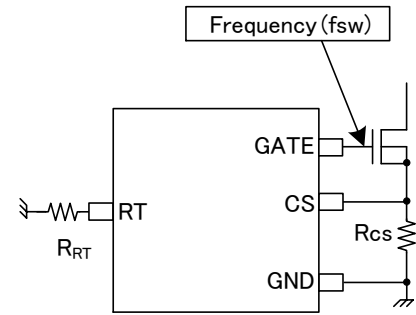 Frequency(fsw)
GATE
RT
CS
RRT
Rcs
GND